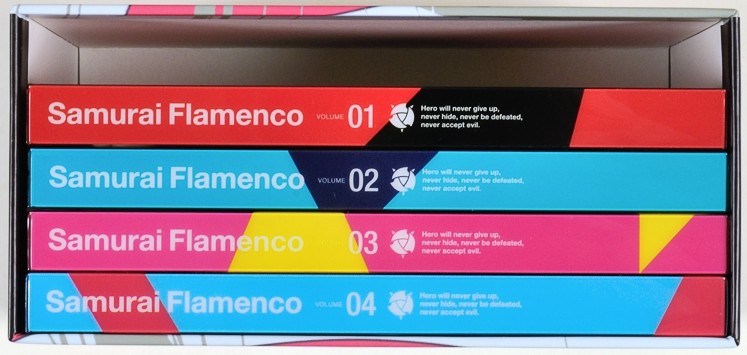 Samurai Flamenco VOLUME 01 Hero will never give up,
never hide, never be defeated,
never accept evil.
Samurai Flamenco VOLUME 02 Hero will never give up,
never hide, never be defeated,
never accept evil.
Samurai Flamenco 03 Hero will never give up,
never hide, never be defeated,
never accept evil.
Samurai Flamenco VOLUME 04 Hero will never give up,
never hide, never be defeated,
never accept evil.